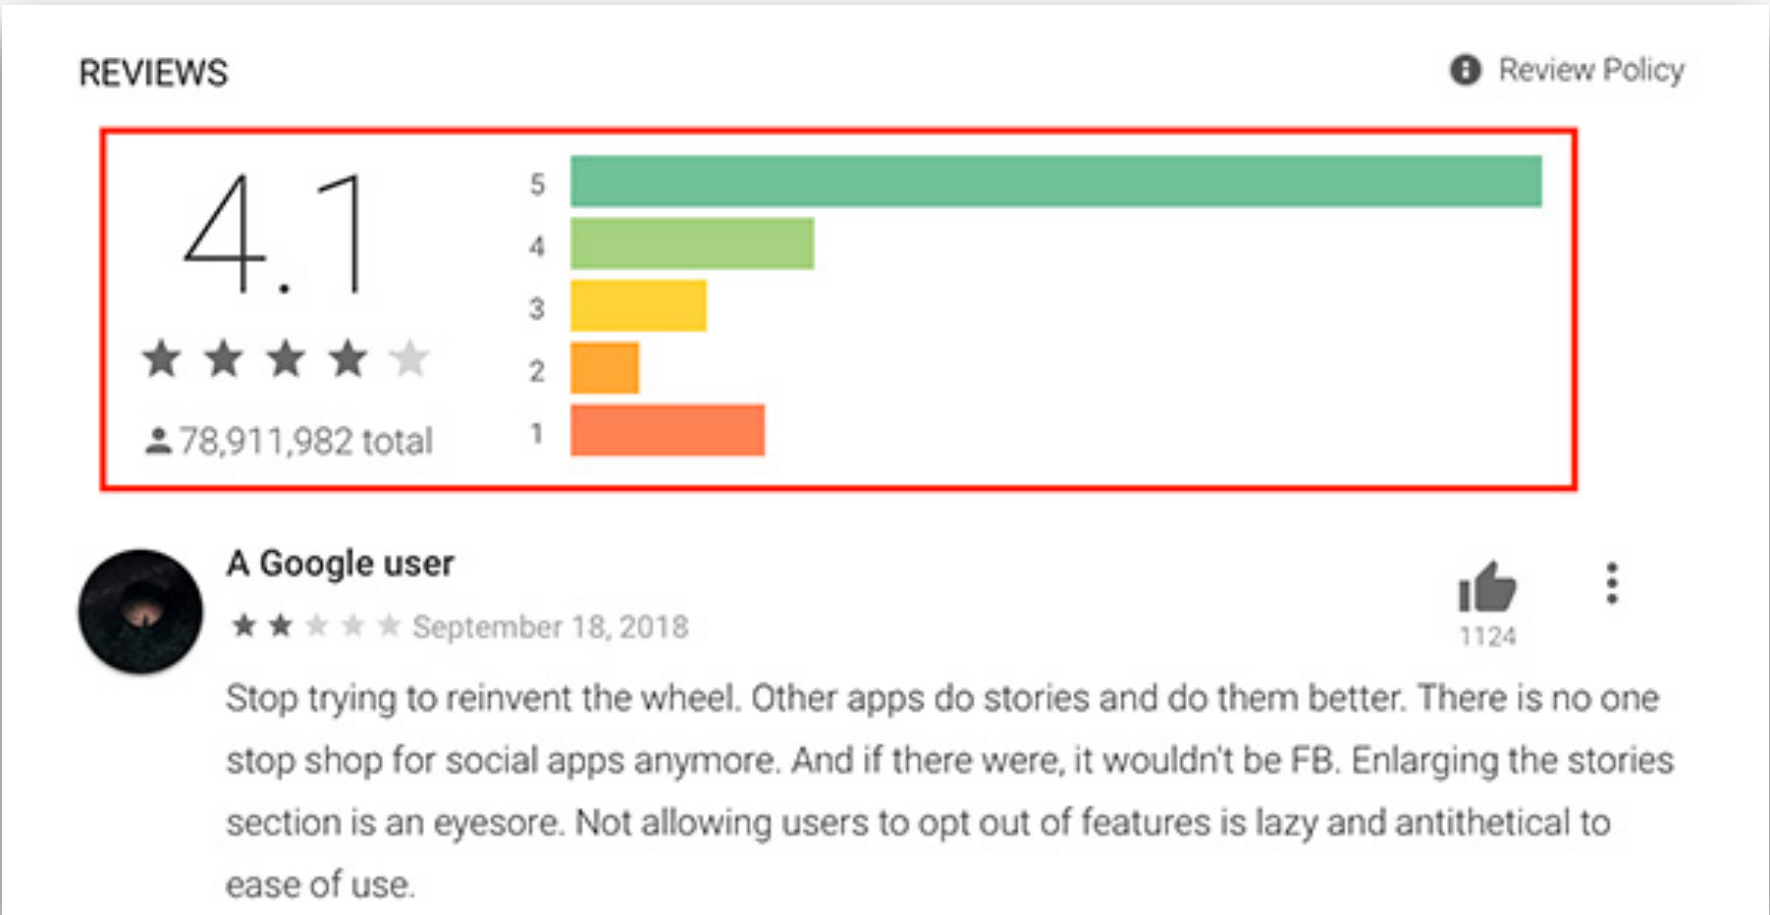 REVIEWS
Review Policy
4.1
78,911,982 total
5
4
3
2
1
A Google user
September 18, 2018
1124
Stop trying to reinvent the wheel. Other apps do stories and do them better. There is no one
stop shop for social apps anymore. And if there were, it wouldn't be FB. Enlarging the stories
section is an eyesore. Not allowing users to opt out of features is lazy and antithetical to
ease of use.